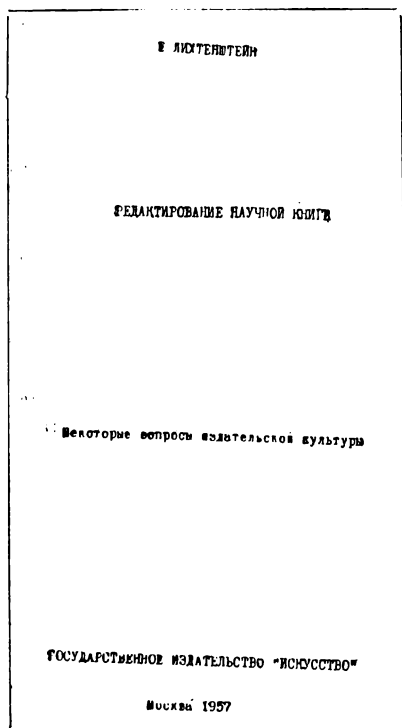 Е ЛИХТЕНШТЕЙН
РЕДАКТИРОВАНИЕ НАУЧНОЙ КНИГИ
Некоторые вопросы издательской культуры
ГОСУДАРСТВЕННОЕ ИЗДАТЕЛЬСТВО "ИСКУССТВО"
Москва 1957